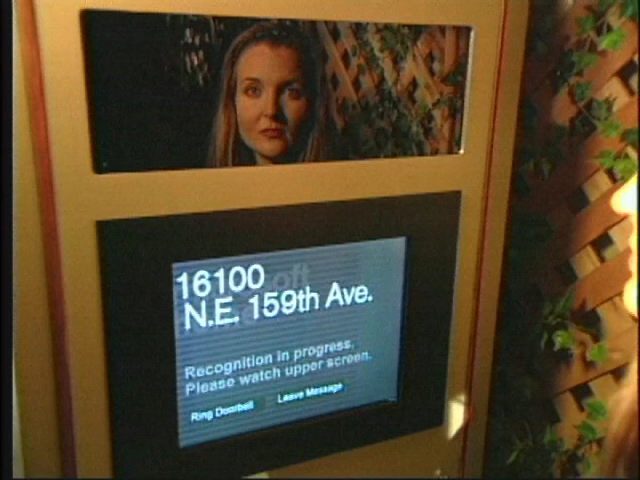 16100
N.E. 159th Ave.
Recognition in progress.
Please watch upper screen.
Ring Doorbell Leave Message